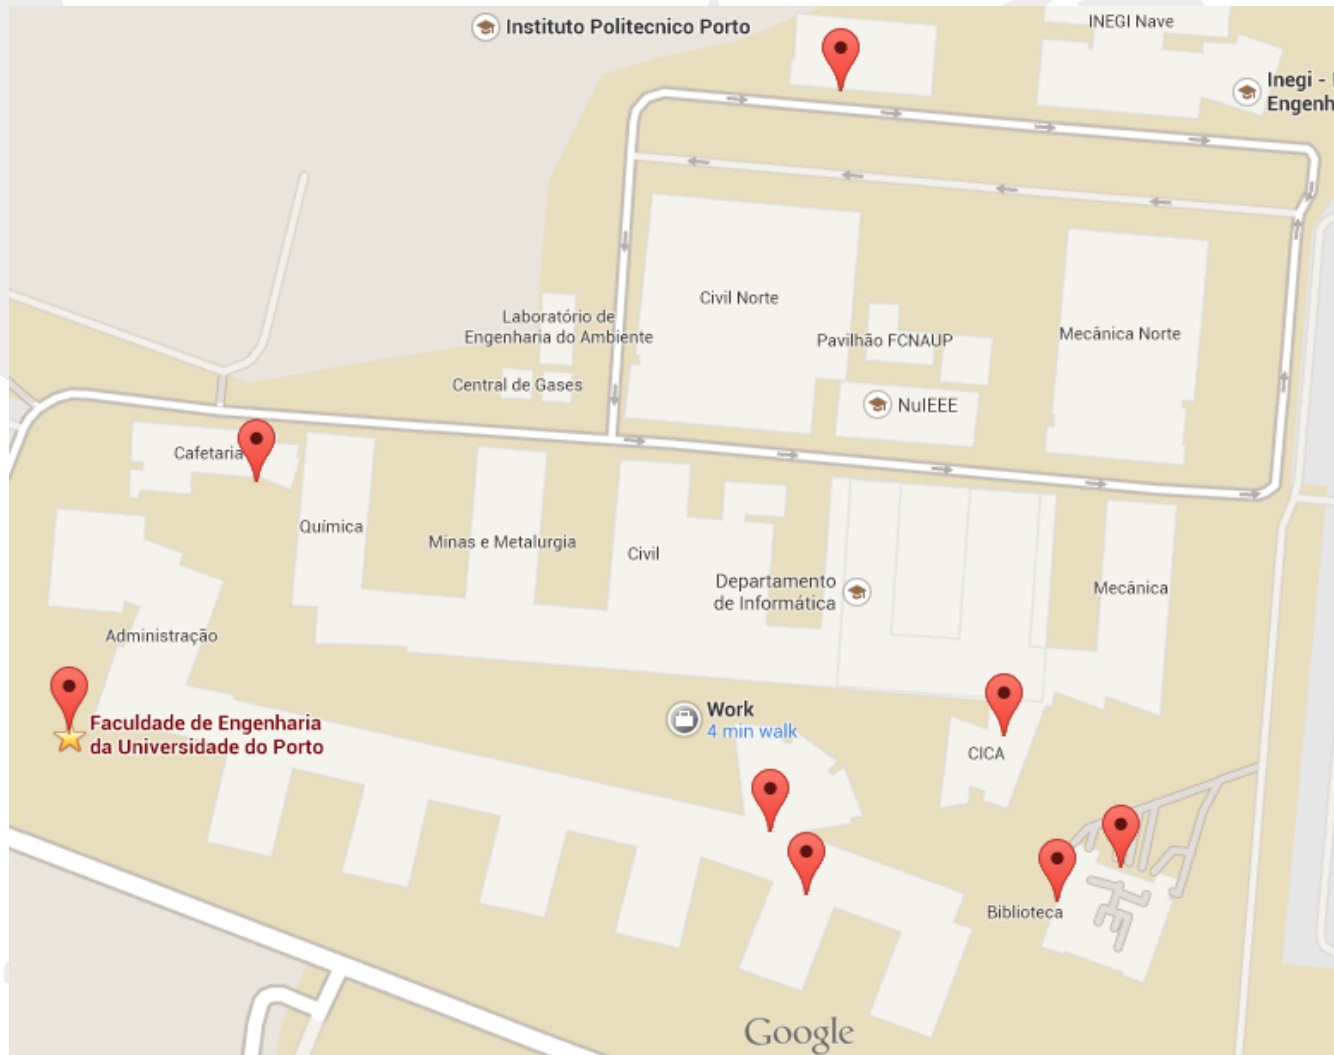 Instituto Politecnico Porto
INEGI Nave
Inegi -
Engenh
Civil Norte
Laboratório de
Engenharia do Ambiente
Pavilhão FCNAUP
Mecânica Norte
Central de Gases
NuIEEE
Cafetaria
Química
Minas e Metalurgia
Civil
Departamento
de Informática
Mecânica
Administração
Work
4 min walk
Faculdade de Engenharia
da Universidade do Porto
CICA
Biblioteca
Google